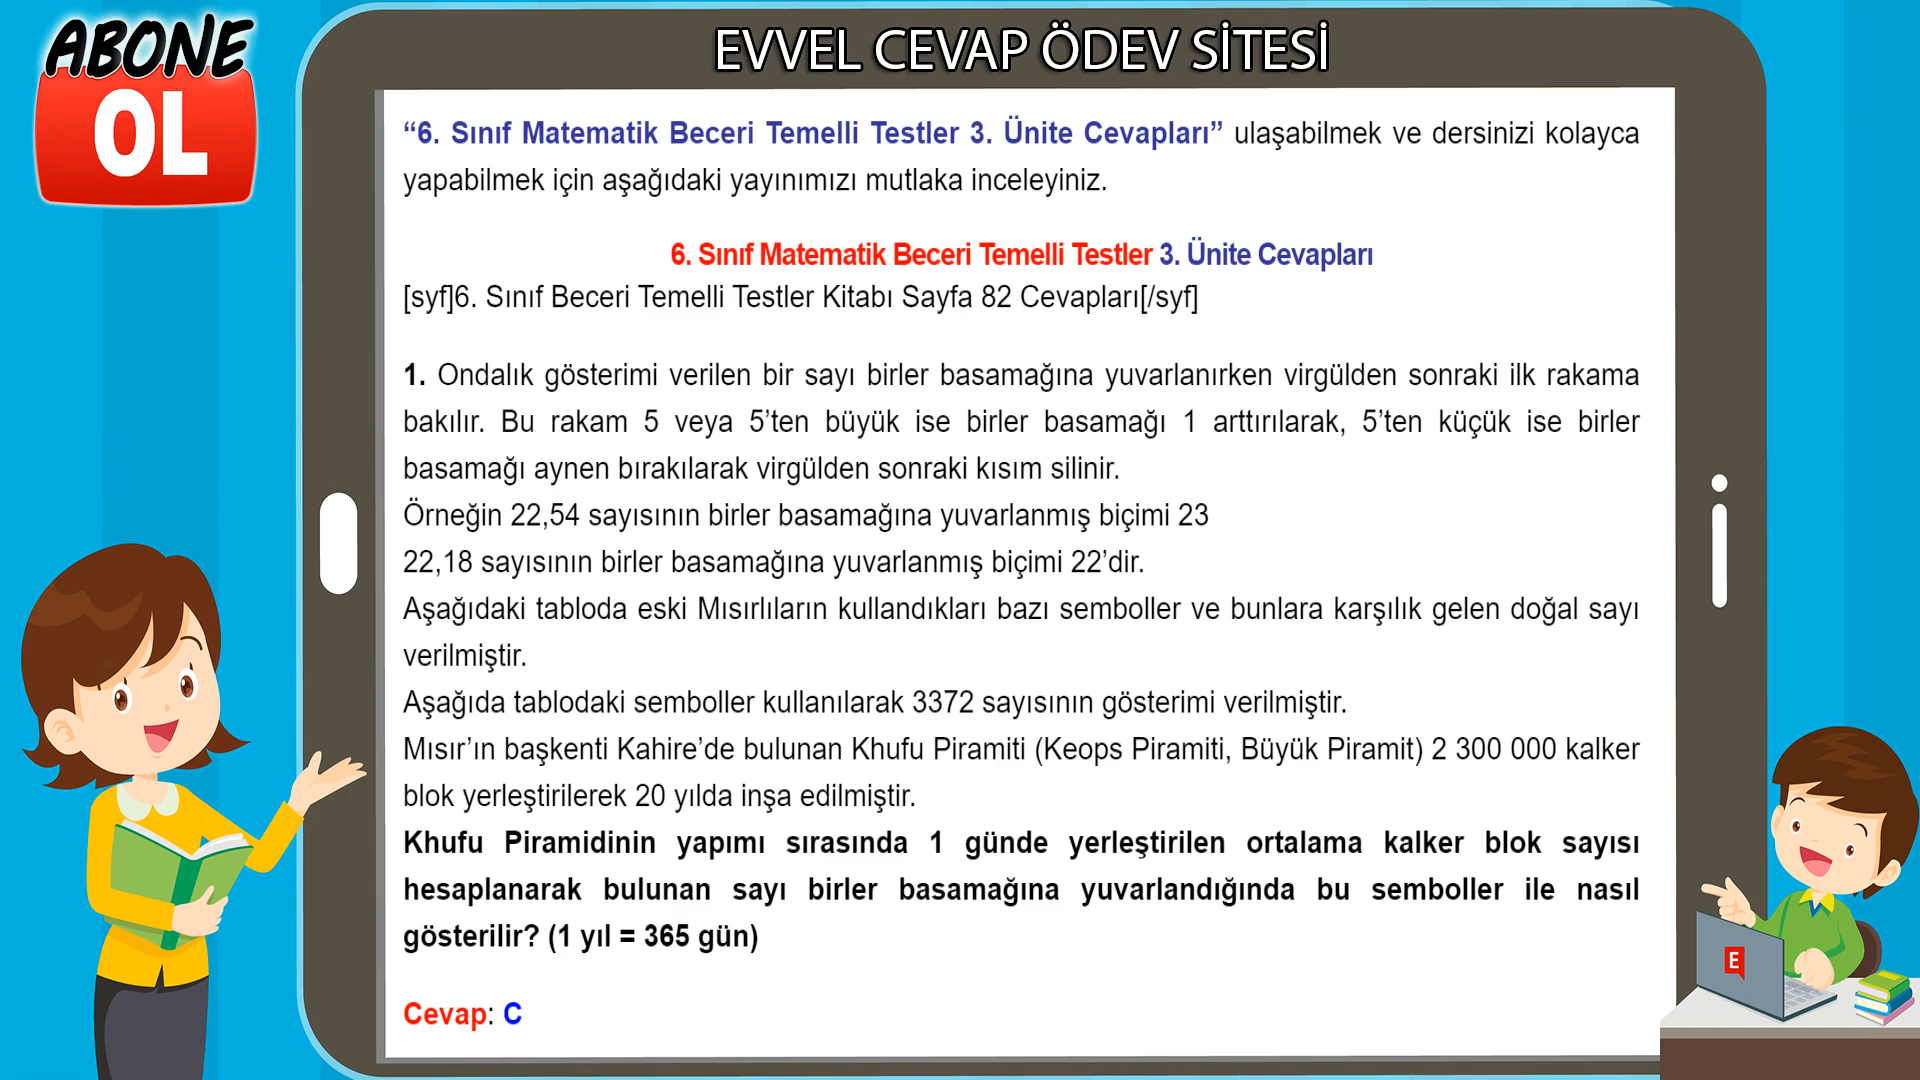 ABONE
OL
EVVEL CEVAP ÖDEV SİTESİ
“6. Sınıf Matematik Beceri Temelli Testler 3. Ünite Cevapları” ulaşabilmek ve dersinizi kolayca
yapabilmek için aşağıdaki yayınımızı mutlaka inceleyiniz.
6. Sınıf Matematik Beceri Temelli Testler 3. Ünite Cevapları
[syf]6. Sınıf Beceri Temelli Testler Kitabı Sayfa 82 Cevapları[/syf]
1. Ondalık gösterimi verilen bir sayı birler basamağına yuvarlanırken virgülden sonraki ilk rakama
bakılır. Bu rakam 5 veya 5’ten büyük ise birler basamağı 1 arttırılarak, 5’ten küçük ise birler
basamağı aynen bırakılarak virgülden sonraki kısım silinir.
Örneğin 22,54 sayısının birler basamağına yuvarlanmış biçimi 23
22,18 sayısının birler basamağına yuvarlanmış biçimi 22’dir.
Aşağıdaki tabloda eski Mısırlıların kullandıkları bazı semboller ve bunlara karşılık gelen doğal sayı
verilmiştir.
Aşağıda tablodaki semboller kullanılarak 3372 sayısının gösterimi verilmiştir.
Mısır’ın başkenti Kahire’de bulunan Khufu Piramiti (Keops Piramiti, Büyük Piramit) 2 300 000 kalker
blok yerleştirilerek 20 yılda inşa edilmiştir.
Khufu Piramidinin yapımı sırasında 1 günde yerleştirilen ortalama kalker blok sayısı
hesaplanarak bulunan sayı birler basamağına yuvarlandığında bu semboller ile nasıl
gösterilir? (1 yıl = 365 gün)
Cevap: C
E